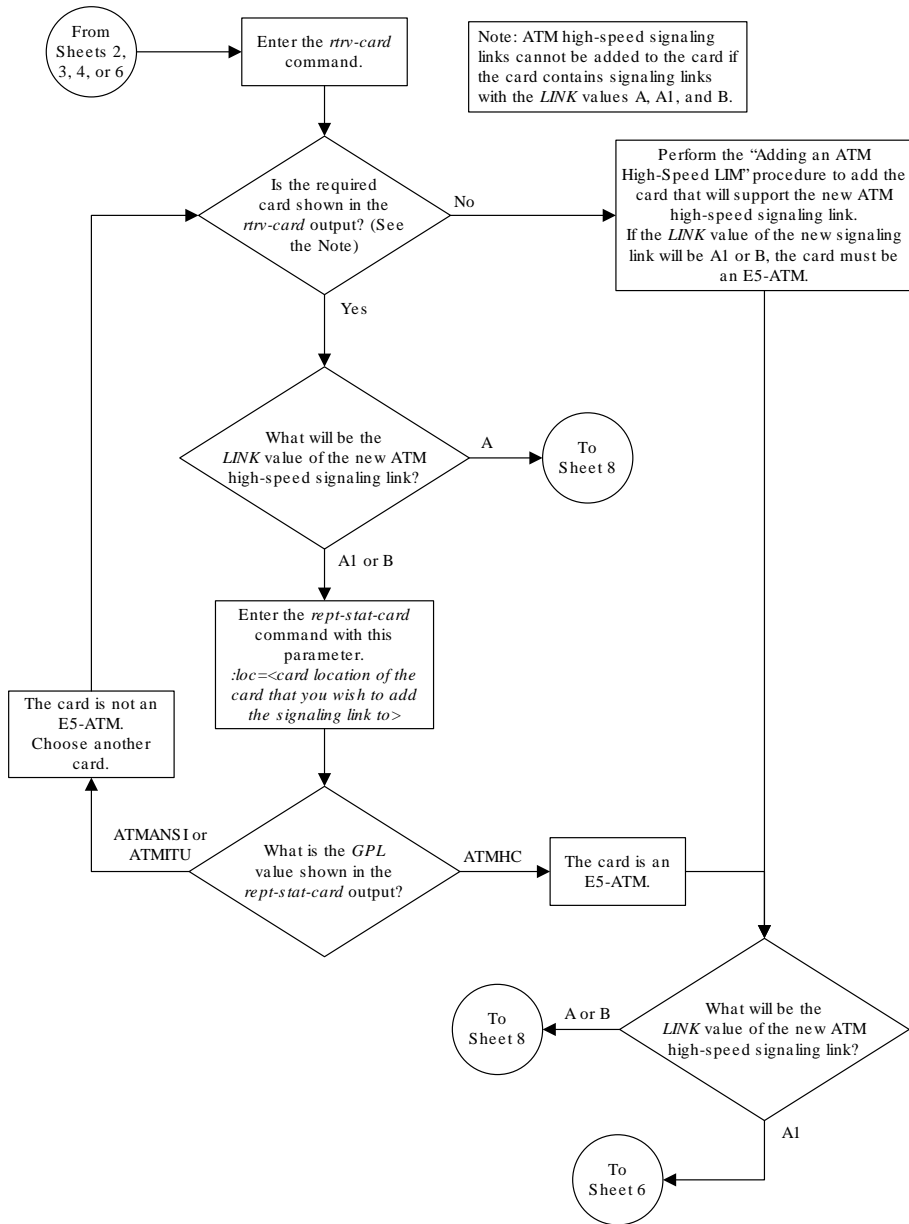 From
Sheets 2,
3, 4, or 6
Enter the rtrv-card
command.
Note: ATM high-speed signaling
links cannot be added to the card if
the card contains signaling links
with the LINK values A, A1, and B.
Is the required
card shown in the
rtrv-card output? (See
the Note)
No
Perform the “Adding an ATM
High-Speed LIM” procedure to add the
card that will support the new ATM
high-speed signaling link.
If the LINK value of the new signaling
link will be A1 or B, the card must be
an E5-ATM.
Yes
What will be the
LINK value of the new ATM
high-speed signaling link?
A
To
Sheet 8
A1 or B
Enter the rept-stat-card
command with this
parameter.
:loc=<card location of the
card that you wish to add
the signaling link to>
The card is not an
E5-ATM.
Choose another
card.
ATMANSI or
ATMITU
What is the GPL
value shown in the
rept-stat-card output?
ATMHC
The card is an
E5-ATM.
What will be the
LINK value of the new ATM
high-speed signaling link?
A or B
To
Sheet 8
A1
To
Sheet 6